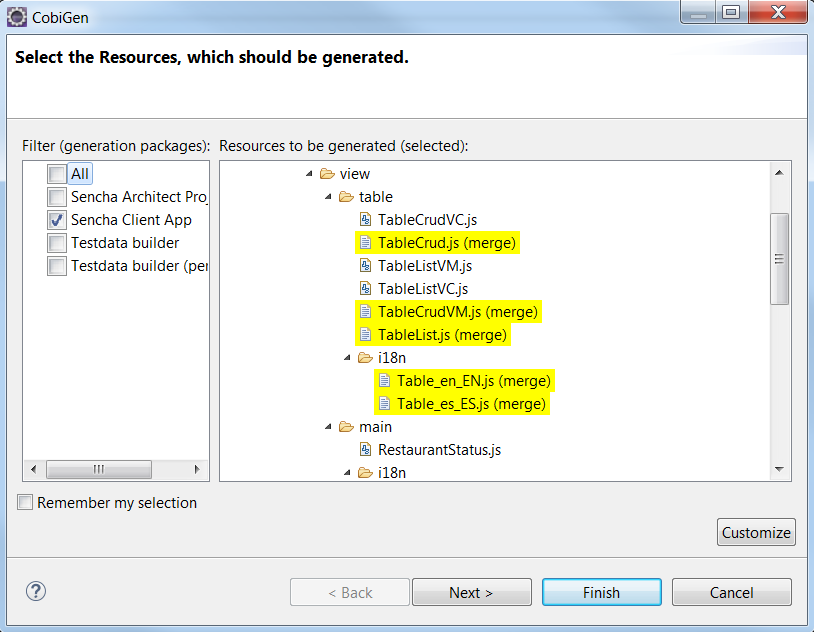 CobiGen
Select the Resources, which should be generated.
Filter (generation packages):
All
Sencha Architect Pro
Sencha Client App
Testdata builder
Testdata builder (per
Resources to be generated (selected):
view
table
TableCrudVC.js
TableCrud.js (merge)
TableListVM.js
TableListVC.js
TableCrudVM.js (merge)
TableList.js (merge)
i18n
Table_en_EN.js (merge)
Table_es_ES.js (merge)
main
RestaurantStatus.js
i18n
Remember my selection
Customize
?
< Back
Next >
Finish
Cancel